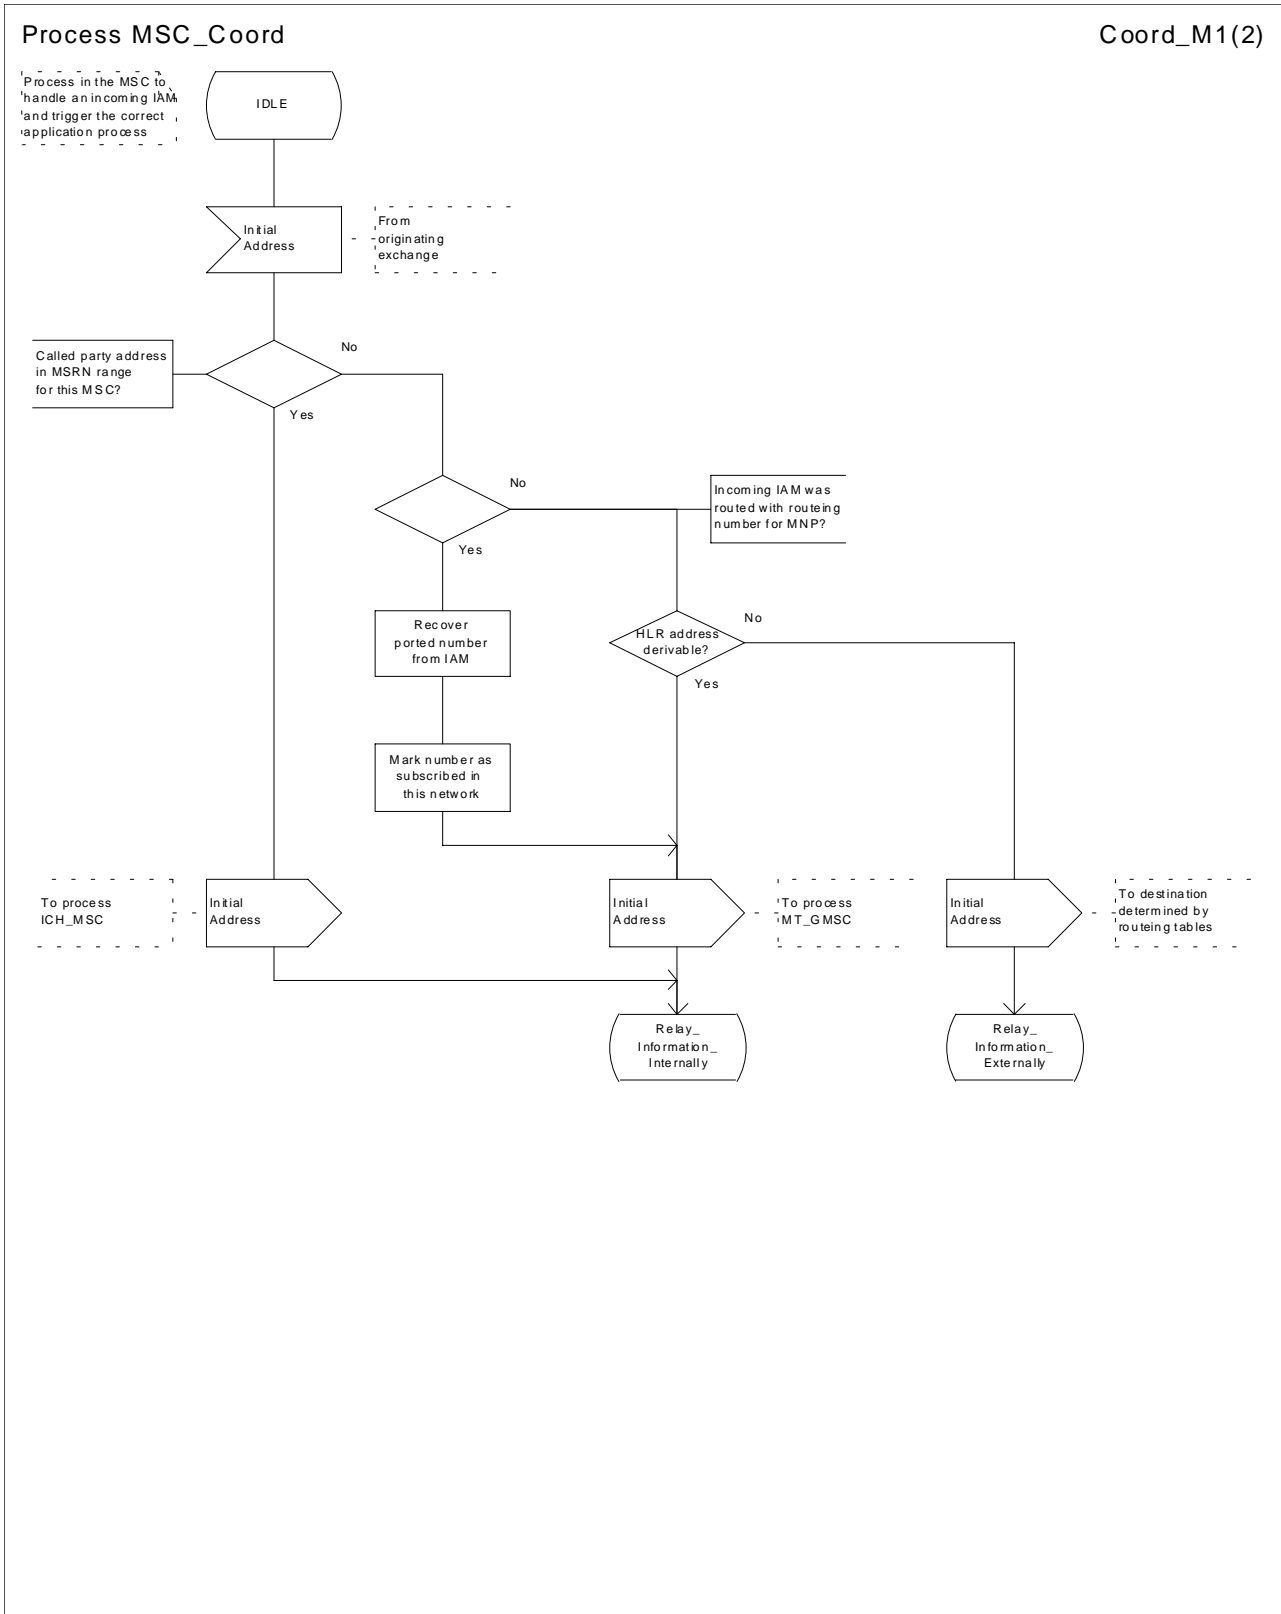 Process MSC_Coord
Coord_M1(2)
Process in the MSC to
handle an incoming IAM
and trigger the correct
application process
IDLE
Initial
Address
From
originating
exchange
Called party address
in MSRN range
for this MSC?
No
Yes
No
Incoming IAM was
routed with routeing
number for MNP?
Yes
Recover
ported number
from IAM
HLR address
derivable?
No
Yes
Mark number as
subscribed in
this network
To process
ICH_MSC
Initial
Address
Initial
Address
To process
MT_GMSC
Initial
Address
To destination
determined by
routeing tables
Relay_
Information_
Internally
Relay_
Information_
Externally